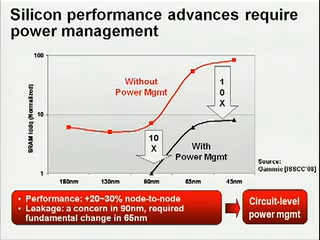 Silicon performance advances require
power management
SRAM Iddq (Normalized)
100
10
1
Without
Power Mgmt
10X
10X
With
Power Mgmt
180nm 130nm 90nm 65nm 45nm
Source:
Gammie [ISSCC'08]
• Performance: +20~30% node-to-node
• Leakage: a concern in 90nm, required
fundamental change in 65nm
Circuit-level
power mgmt